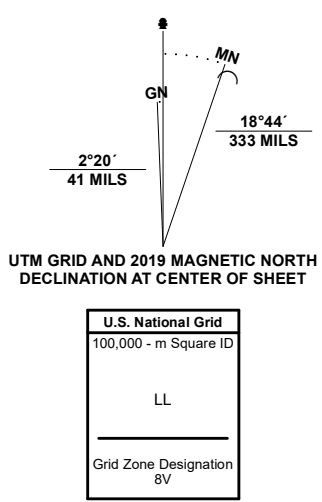 MN
GN
18°44´
333 MILS
2°20´
41 MILS
UTM GRID AND 2019 MAGNETIC NORTH
DECLINATION AT CENTER OF SHEET
U.S. National Grid
100,000 - m Square ID
LL
Grid Zone Designation
8V